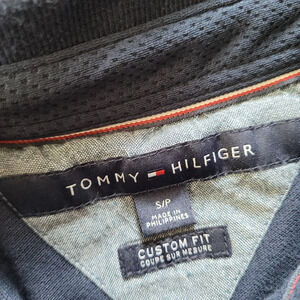 TOMMY HILFIGER
S/P
MADE IN
PHILIPPINES
CUSTOM FIT
COUPE SUR MESURE